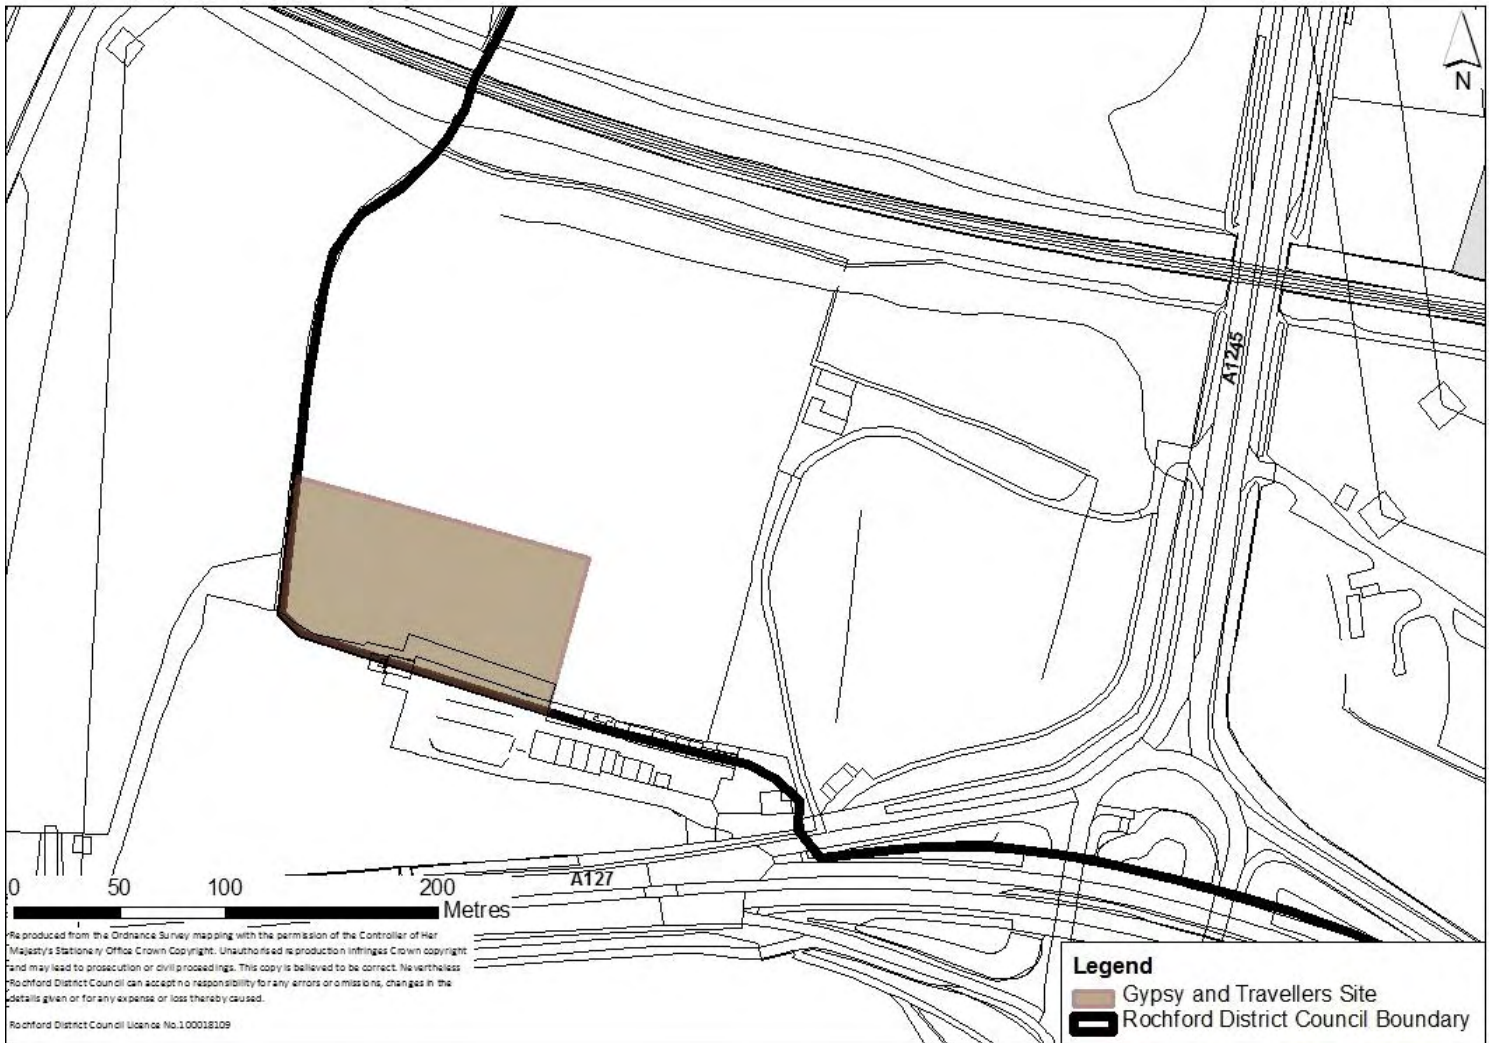 N
A1245
A127
0 50 100 200
Metres
Reproduced from the Ordnance Survey mapping with the permission of the Controller of Her
Majesty's Stationery Office Crown Copyright. Unauthorised reproduction infringes Crown copyright
and may lead to prosecution or civil proceedings. This copy is believed to be correct. Nevertheless
Rochford District Council can accept no responsibility for any errors or omissions, changes in the
details given or for any expense or loss thereby caused.
Rochford District Council Licence No.100018109
Legend
Gypsy and Travellers Site
Rochford District Council Boundary